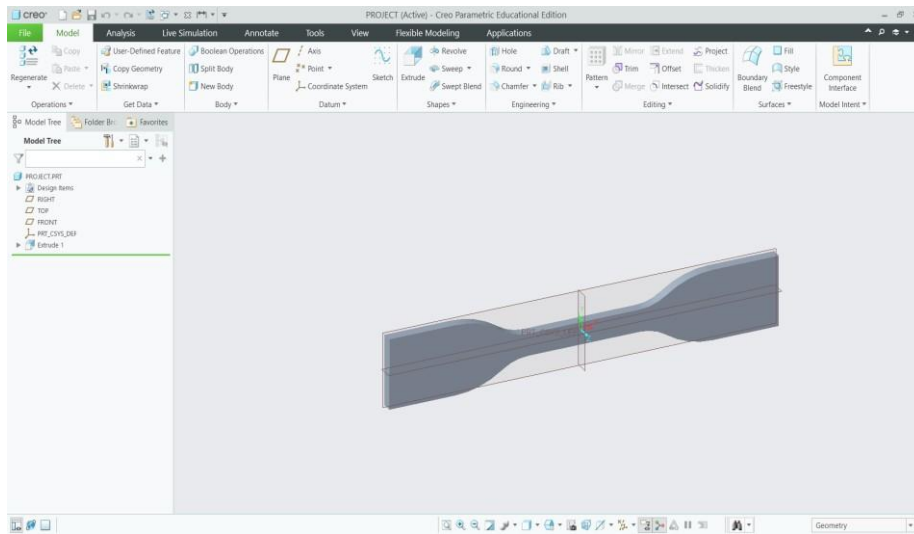 creo
PROJECT (Active) - Creo Parametric Educational Edition
File Model Analysis Live Simulation Annotate Tools View Flexible Modeling Applications
Regenerate
Copy
Paste
Delete
Operations
User-Defined Feature
Copy Geometry
Shrinkwrap
Get Data
Boolean Operations
Split Body
New Body
Body
Plane
Axis
Point
Coordinate System
Sketch
Datum
Extrude
Revolve
Sweep
Swept Blend
Shapes
Hole
Round
Chamfer
Draft
Shell
Rib
Engineering
Pattern
Mirror
Trim
Merge
Extend
Offset
Intersect
Project
Thicken
Solidify
Editing
Boundary
Blend
Fill
Style
Freestyle
Surfaces
Component
Interface
Model Intent
Model Tree Folder Br Favorites
Model Tree
PROJECT.PRT
Design Items
RIGHT
TOP
FRONT
PRT_CSYS_DEF
Extrude 1
Geometry